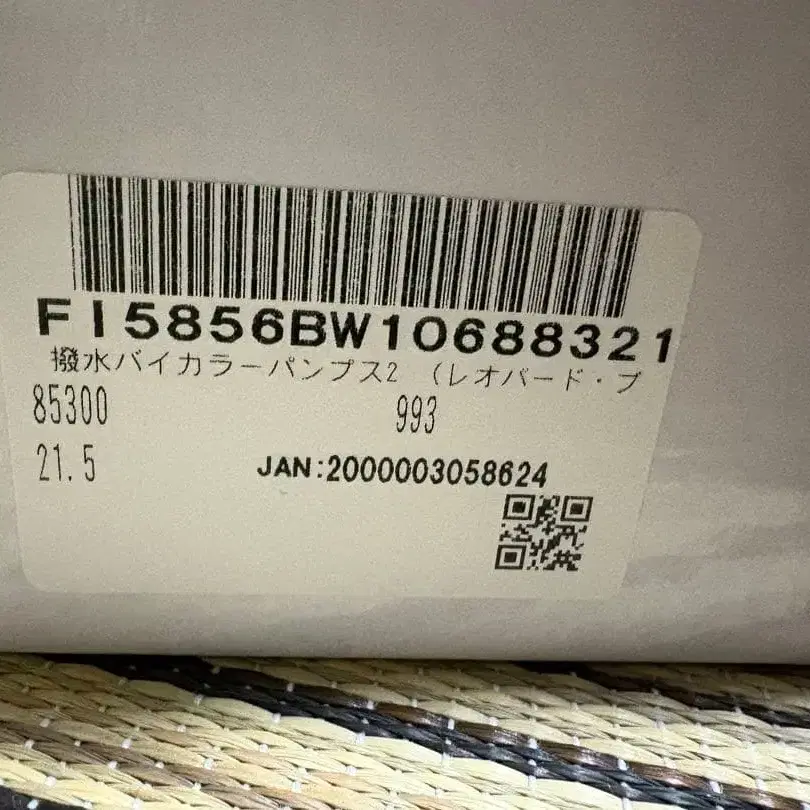 FI5856BW10688321
撥水バイカラーパンプス2 (レオパード・ブ
85300 993
21.5 JAN:2000003058624